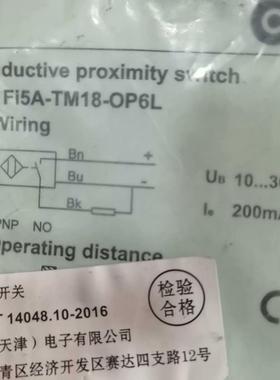 ductive proximity switch
Fi5A-TM18-OP6L
Wiring
Bn +
Bu -
Bk
UB 10...3
Ie 200m
PNP NO
Operating distance
开关
检验
合格
T 14048.10-2016
天津）电子有限公司
青区经济开发区赛达四支路12号